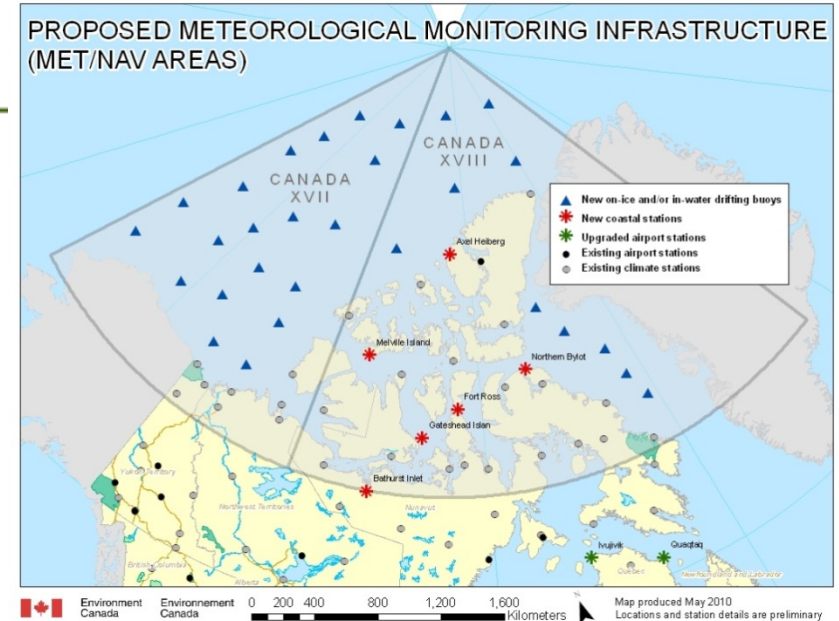 PROPOSED METEOROLOGICAL MONITORING INFRASTRUCTURE
(MET/NAV AREAS)
CANADA
XVIII
CANADA
XVII
New on-ice and/or in-water drifting buoys
New coastal stations
Upgraded airport stations
Existing airport stations
Existing climate stations
Axel Heiberg
Melville Island
Northern Bylot
Fort Ross
Gateshead Islan
Bathurst Inlet
Yukon Territory
Northwest Territories
Nunavut
Ivujivik
Quaqtaq
British Columbia
Alberta
Québec
Newfoundland and Labrador
Environment
Canada
Environnement
Canada
0 200 400 800 1,200 1,600
Kilometers
N
Map produced May 2010
Locations and station details are preliminary